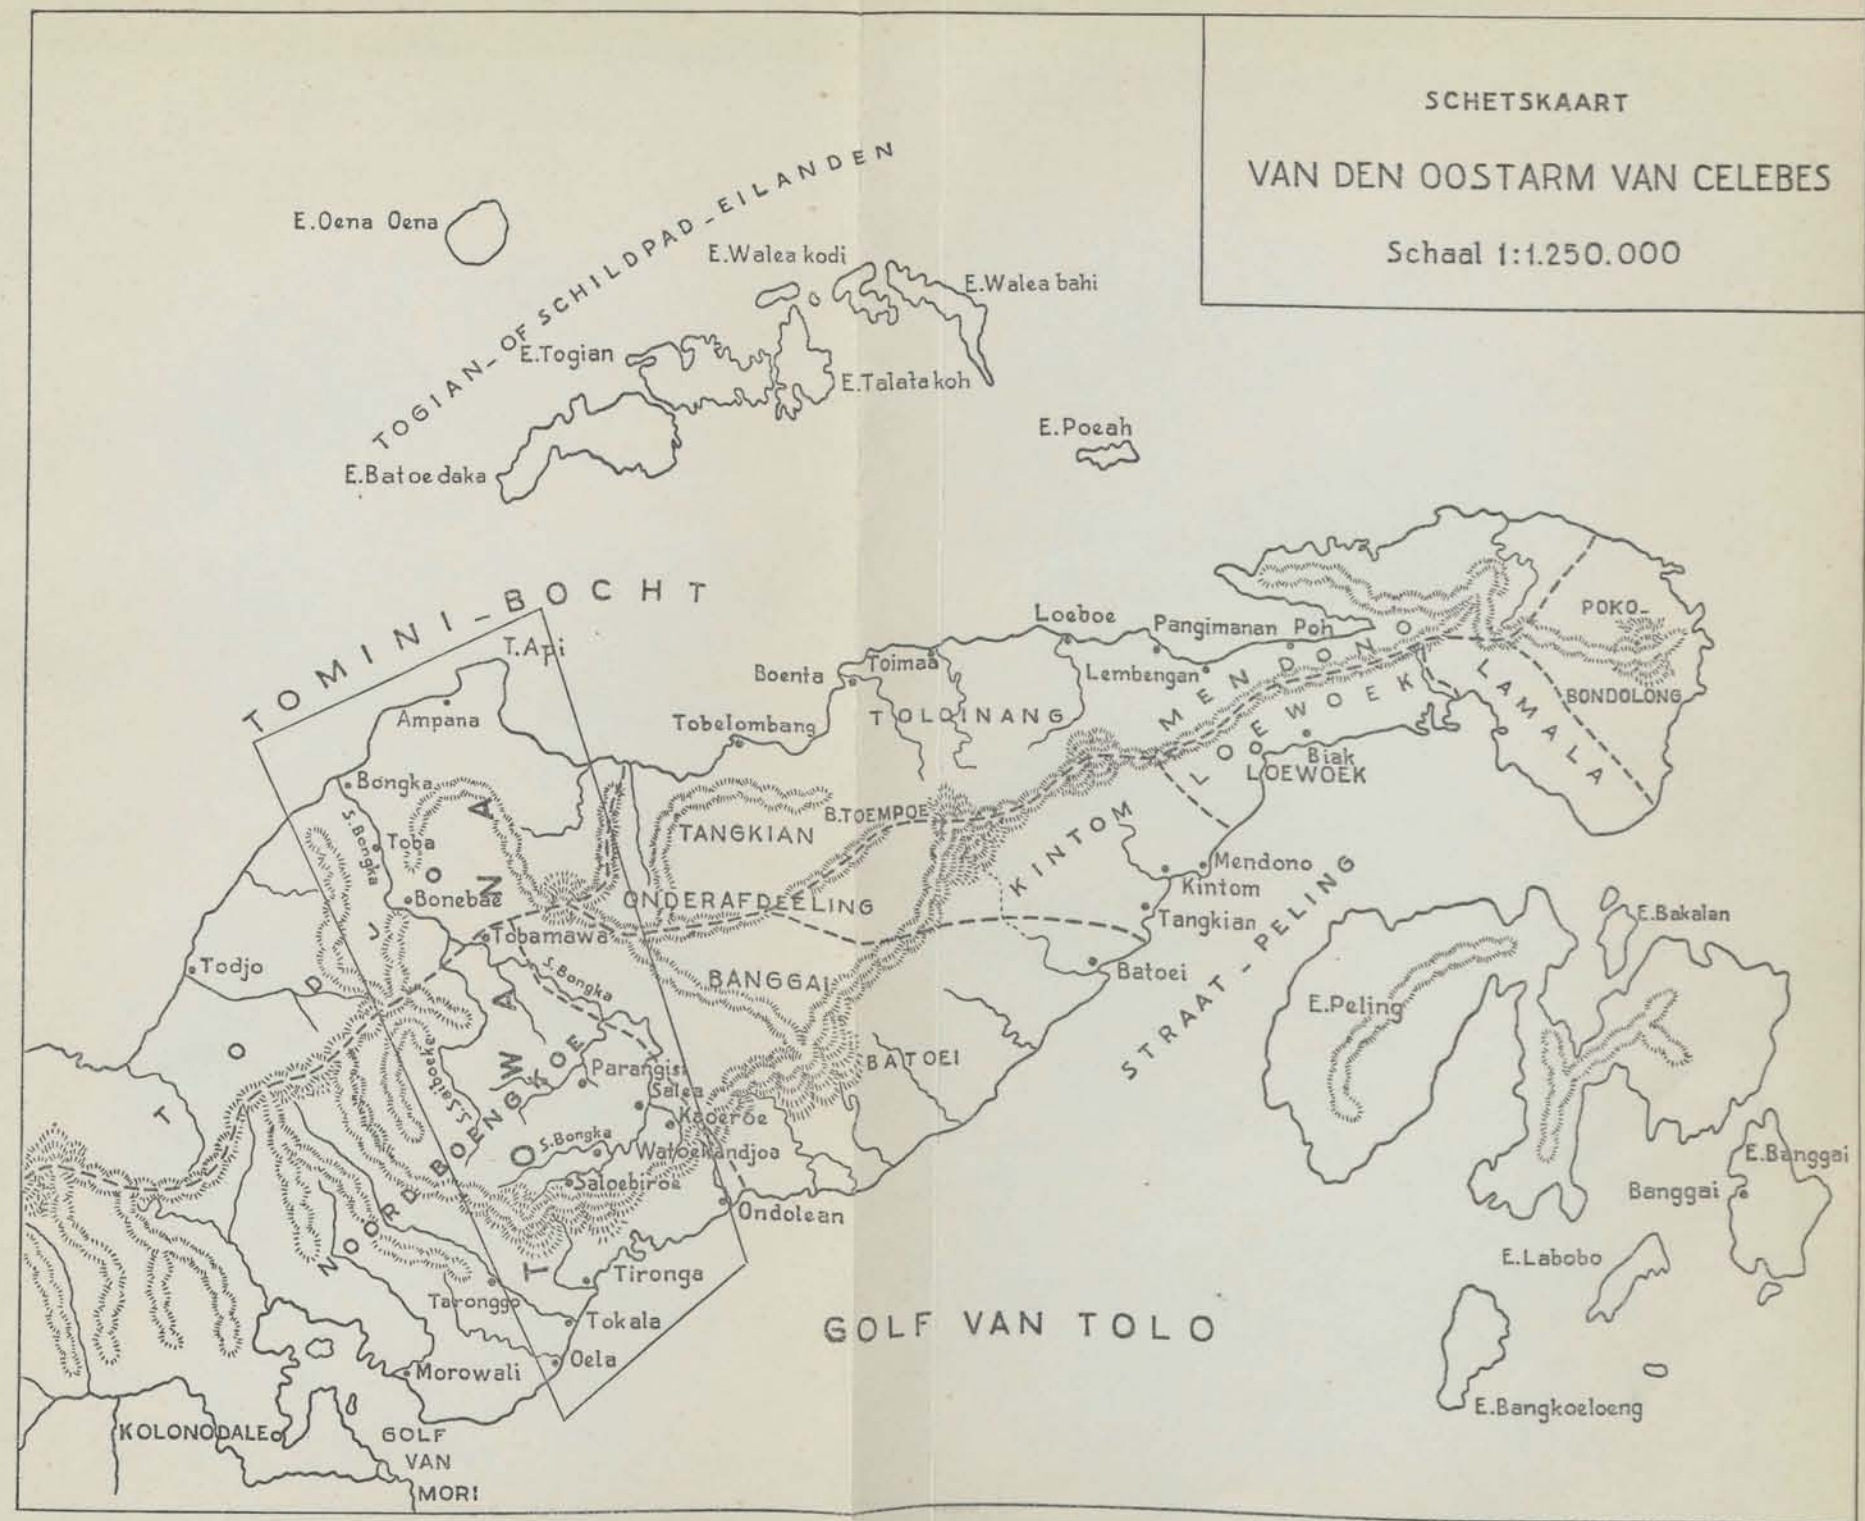 SCHETSKAART
VAN DEN OOSTARM VAN CELEBES
Schaal 1:1.250.000
TOGIAN-OF SCHILDPAD-EILANDEN
E.Oena Oena
E.Walea kodi
E.Walea bahi
E.Togian
E.Talatakoh
E.Poeah
E.Batoedaka
TOMINI-BOCHT
T.Api
Ampana
Loeboe
Pangimanan
Poh
POKO-
Toimaa
Boenta
Lembengan
MENDONO
LAMALA
BONDOLONG
Tobelombang
TOLOINANG
LOEWOEK
Biak
LOEWOEK
Bongka
S.Bongka
TANGKIAN
B.TOEMPOE
Toba
KINTOM
Mendono
Kintom
Bonebae
ONDERAFDEELING
Tangkian
STRAAT-PELING
E.Bakalan
Tobamawa
Todjo
S.Bongka
BANGGAI
Batoei
E.Peling
TODJO
OENA
BATOEI
Parangisi
Salea
Kaoeroe
S.Bongka
Watoekandjoa
E.Banggai
Saloebiroe
Banggai
NOORD BOENGKOE
Ondolean
E.Labobo
Tironga
Taronggo
Tokala
GOLF VAN TOLO
Oela
Morowali
E.Bangkoeloeng
KOLONODALE
GOLF
VAN
MORI